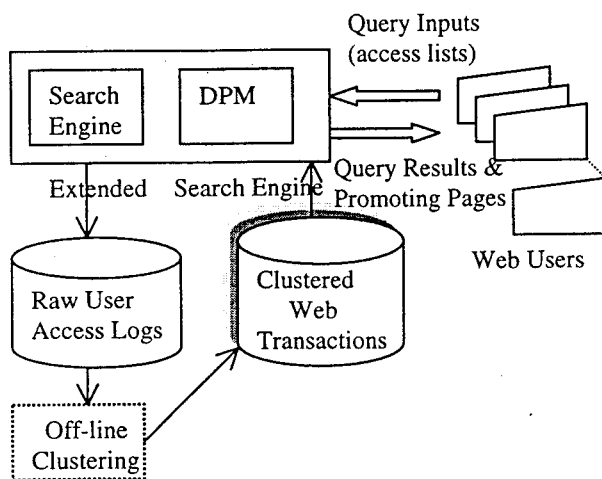 Query Inputs
(access lists)
Search
Engine
DPM
Query Results &
Promoting Pages
Extended Search Engine
Web Users
Raw User
Access Logs
Clustered
Web
Transactions
Off-line
Clustering